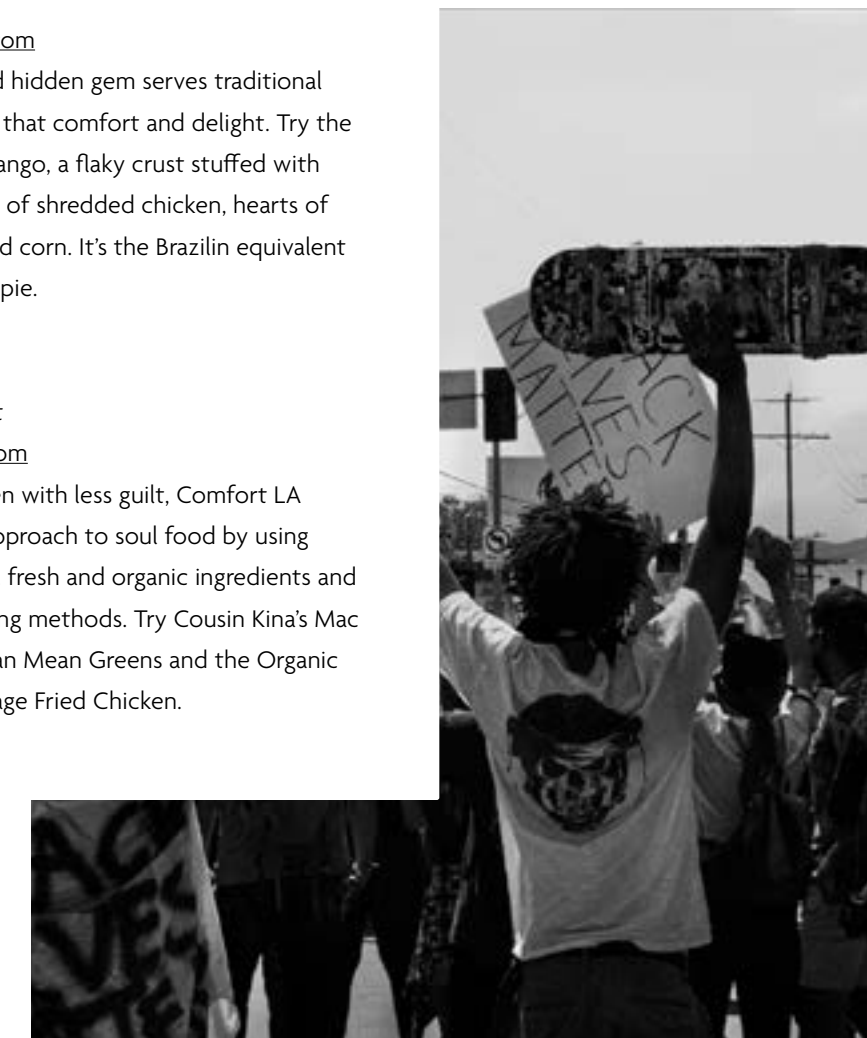 om
d hidden gem serves traditional
that comfort and delight. Try the
ango, a flaky crust stuffed with
of shredded chicken, hearts of
d corn. It’s the Brazilin equivalent
pie.
t
om
en with less guilt, Comfort LA
pproach to soul food by using
fresh and organic ingredients and
ng methods. Try Cousin Kina’s Mac
an Mean Greens and the Organic
age Fried Chicken.
ACK
IVES
MATTER